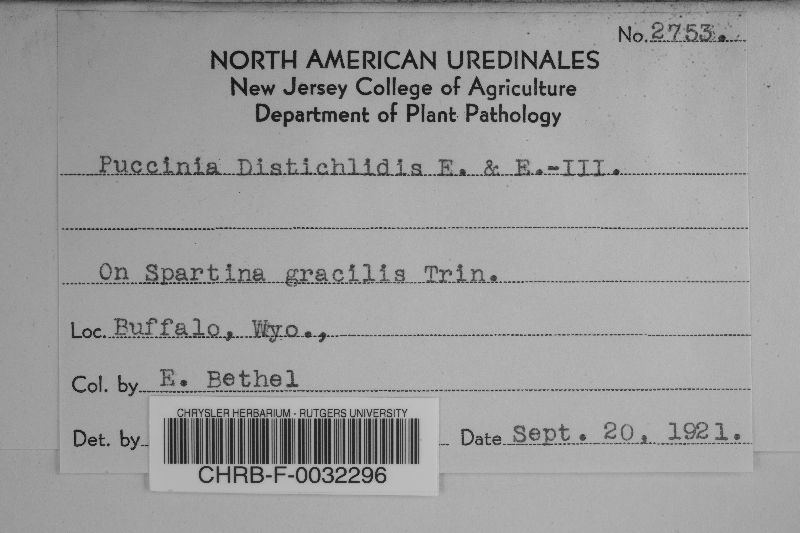 No. 2753.
NORTH AMERICAN UREDINALES
New Jersey College of Agriculture
Department of Plant Pathology
Puccinia Distichlidis E. & E.-III.
On Spartina gracilis Trin.
Loc. Buffalo, Wyo.,
Col. by E. Bethel
Det. by
Date Sept. 20, 1921.
CHRYSLER HERBARIUM - RUTGERS UNIVERSITY
CHRB-F-0032296